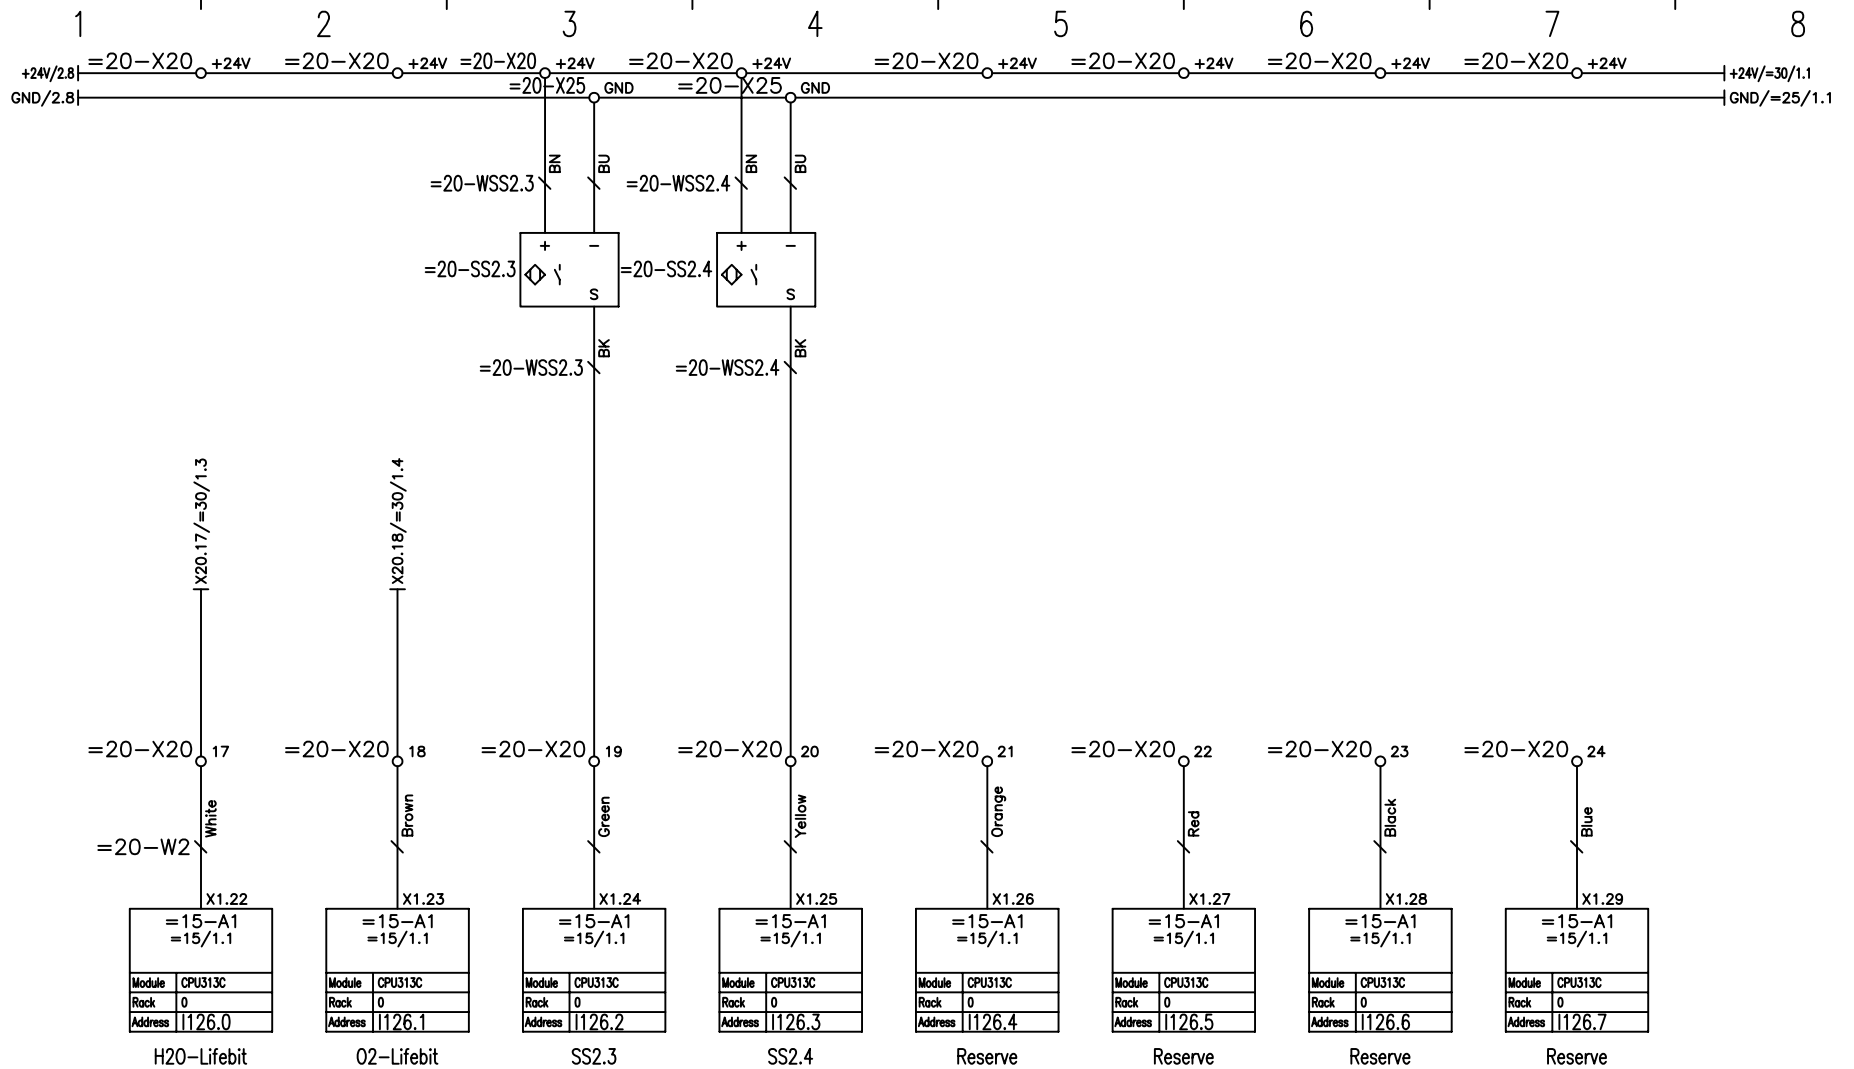 1 2 3 4 5 6 7 8
+24V/2.8 =20-X20 +24V =20-X20 +24V =20-X20 +24V =20-X20 +24V =20-X20 +24V =20-X20 +24V =20-X20 +24V =20-X20 +24V +24V/=30/1.1
GND/2.8 =20-X25 GND =20-X25 GND GND/=25/1.1
=20-WSS2.3 BN BU =20-WSS2.4 BN BU
+ - + -
=20-SS2.3 =20-SS2.4
S S
=20-WSS2.3 BK =20-WSS2.4 BK
X20.17/=30/1.3 X20.18/=30/1.4
=20-X20 17 =20-X20 18 =20-X20 19 =20-X20 20 =20-X20 21 =20-X20 22 =20-X20 23 =20-X20 24
White Brown Green Yellow Orange Red Black Blue
=20-W2
X1.22 X1.23 X1.24 X1.25 X1.26 X1.27 X1.28 X1.29
=15-A1 =15-A1 =15-A1 =15-A1 =15-A1 =15-A1 =15-A1 =15-A1
=15/1.1 =15/1.1 =15/1.1 =15/1.1 =15/1.1 =15/1.1 =15/1.1 =15/1.1
Module CPU313C Module CPU313C Module CPU313C Module CPU313C Module CPU313C Module CPU313C Module CPU313C Module CPU313C
Rack 0 Rack 0 Rack 0 Rack 0 Rack 0 Rack 0 Rack 0 Rack 0
Address I126.0 Address I126.1 Address I126.2 Address I126.3 Address I126.4 Address I126.5 Address I126.6 Address I126.7
H2O-Lifebit O2-Lifebit SS2.3 SS2.4 Reserve Reserve Reserve Reserve